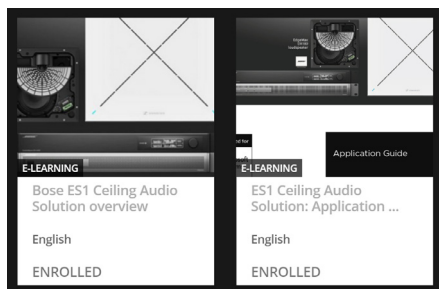 E-LEARNING
Bose ES1 Ceiling Audio
Solution overview
English
ENROLLED
Application Guide
E-LEARNING
ES1 Ceiling Audio
Solution: Application ...
English
ENROLLED